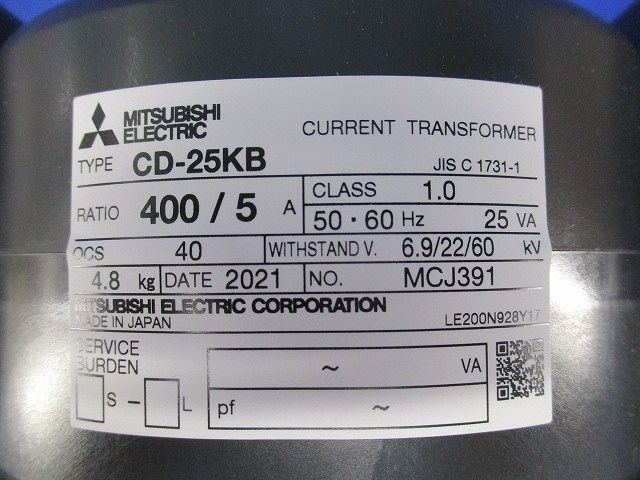 MITSUBISHI
ELECTRIC
CURRENT TRANSFORMER
TYPE CD-25KB
JIS C 1731-1
RATIO 400 / 5 A
CLASS 1.0
50・60 Hz 25 VA
OCS 40 WITHSTAND V. 6.9/22/60 kV
4.8 kg DATE 2021 NO. MCJ391
MITSUBISHI ELECTRIC CORPORATION
MADE IN JAPAN
LE200N928Y17
SERVICE
BURDEN
~ VA
S - L
pf ~